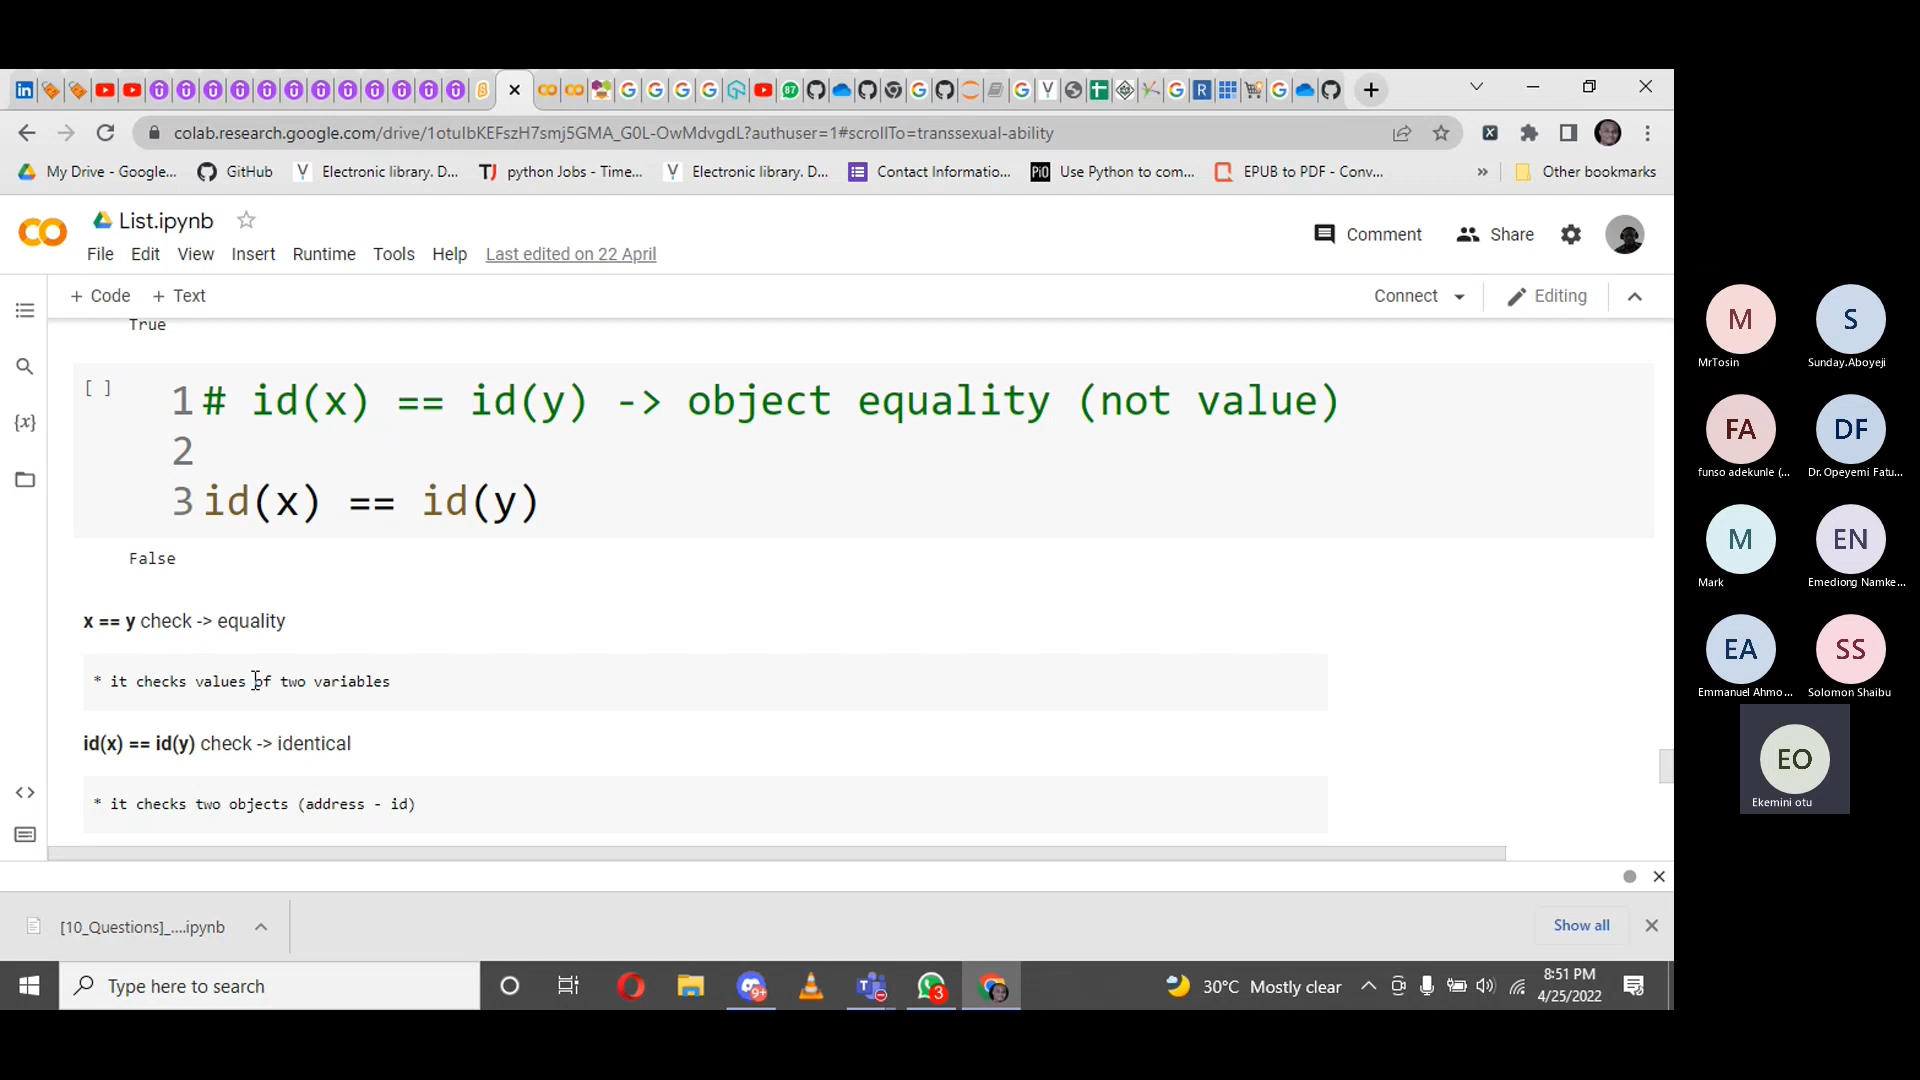 colab.research.google.com/drive/1otuIbKEFszH7smj5GMA_G0L-OwMdvgdL?authuser=1#scrollTo=transsexual-ability
My Drive - Google... GitHub Electronic library. D... TJ python Jobs - Time... Electronic library. D... Contact Informatio... PiO Use Python to com... EPUB to PDF - Conv... » Other bookmarks
List.ipynb
Comment Share
File Edit View Insert Runtime Tools Help Last edited on 22 April
+ Code + Text Connect Editing
True
[ ] 1 # id(x) == id(y) -> object equality (not value)
2
3 id(x) == id(y)
False
x == y check -> equality
* it checks values of two variables
id(x) == id(y) check -> identical
* it checks two objects (address - id)
[10_Questions]_....ipynb
Show all
Type here to search
9+
3
30°C Mostly clear
8:51 PM
4/25/2022
M
MrTosin
S
Sunday.Aboyeji
FA
funso adekunle (...
DF
Dr. Opeyemi Fatu...
M
Mark
EN
Emediong Namke...
EA
Emmanuel Ahmo...
SS
Solomon Shaibu
EO
Ekemini otu